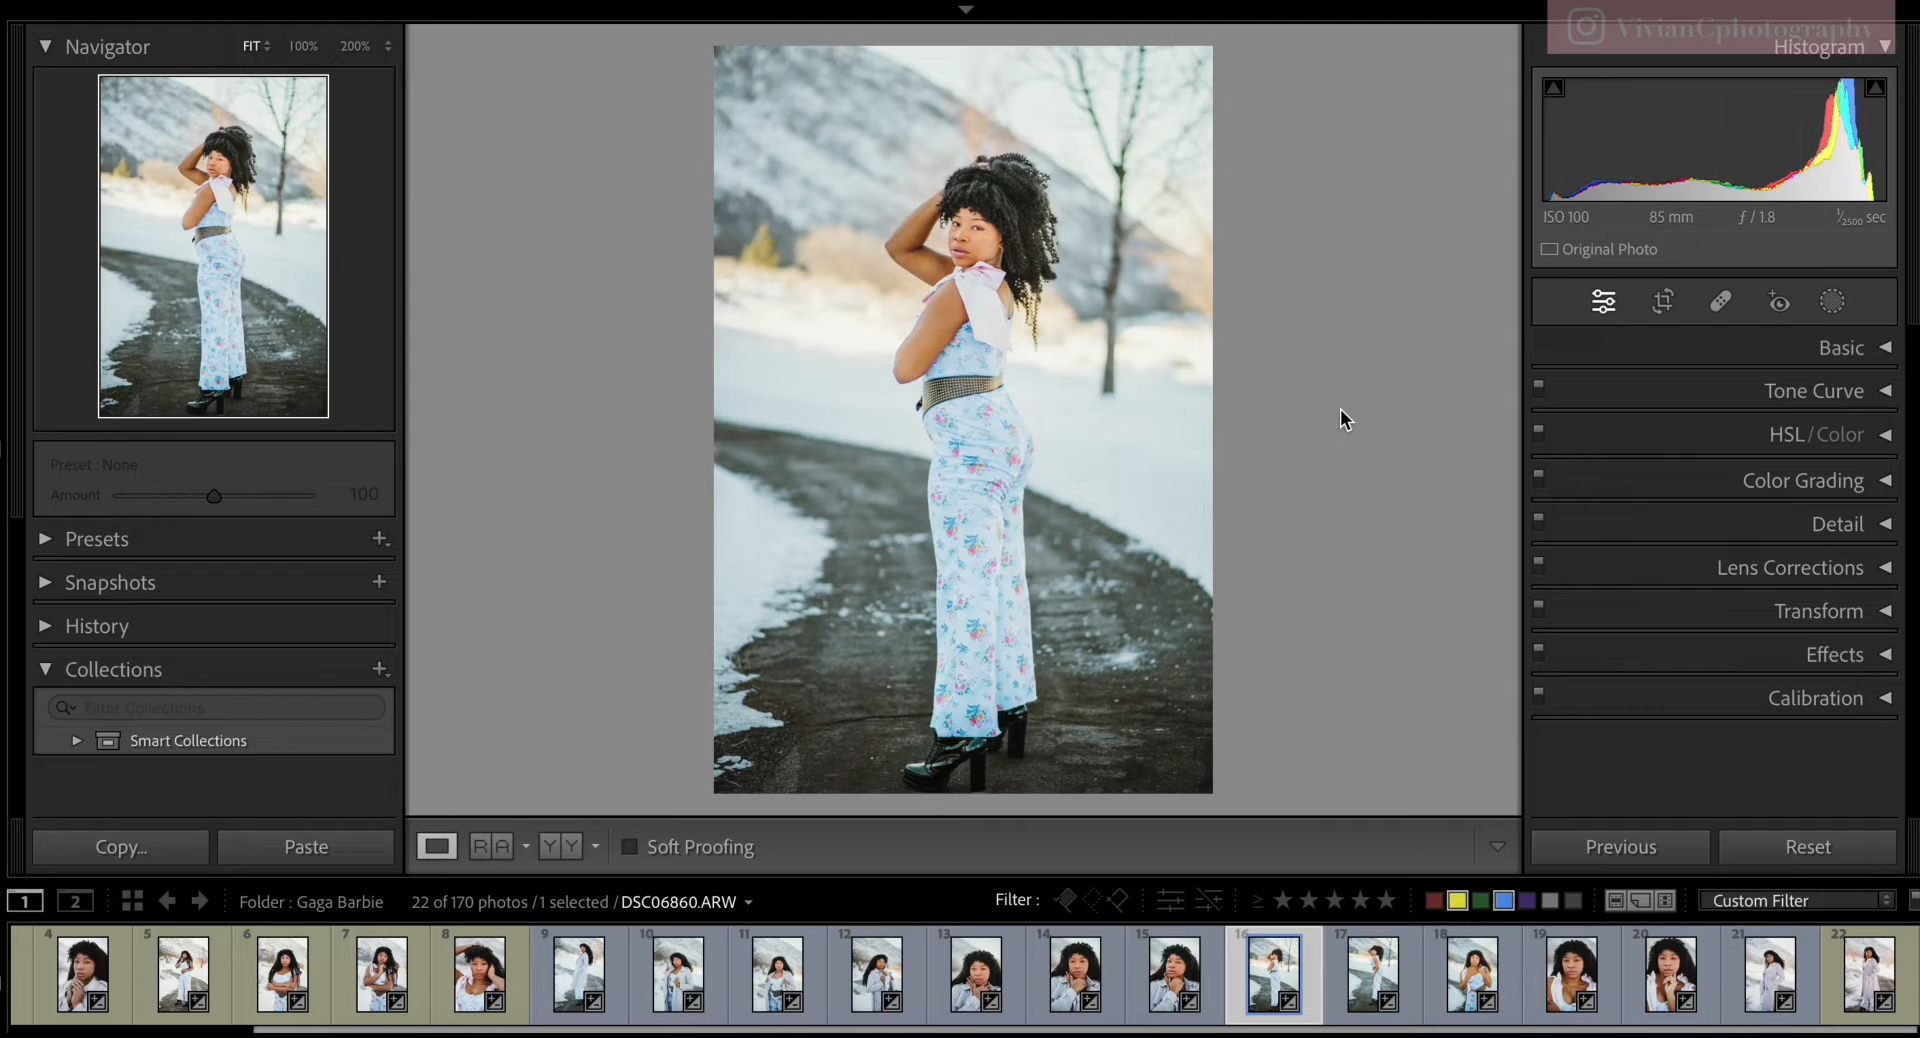 VivianCphotography
Navigator FIT 100% 200%
Histogram
ISO 100 85 mm ƒ / 1.8 1/2500 sec
Original Photo
Basic
Tone Curve
HSL / Color
Color Grading
Detail
Lens Corrections
Transform
Effects
Calibration
Preset : None
Amount 100
Presets
Snapshots
History
Collections
Filter Collections
Smart Collections
Copy... Paste
R A Y Y Soft Proofing
Previous Reset
1 2 Folder : Gaga Barbie 22 of 170 photos / 1 selected / DSC06860.ARW Filter : Custom Filter
4 5 6 7 8 9 10 11 12 13 14 15 16 17 18 19 20 21 22